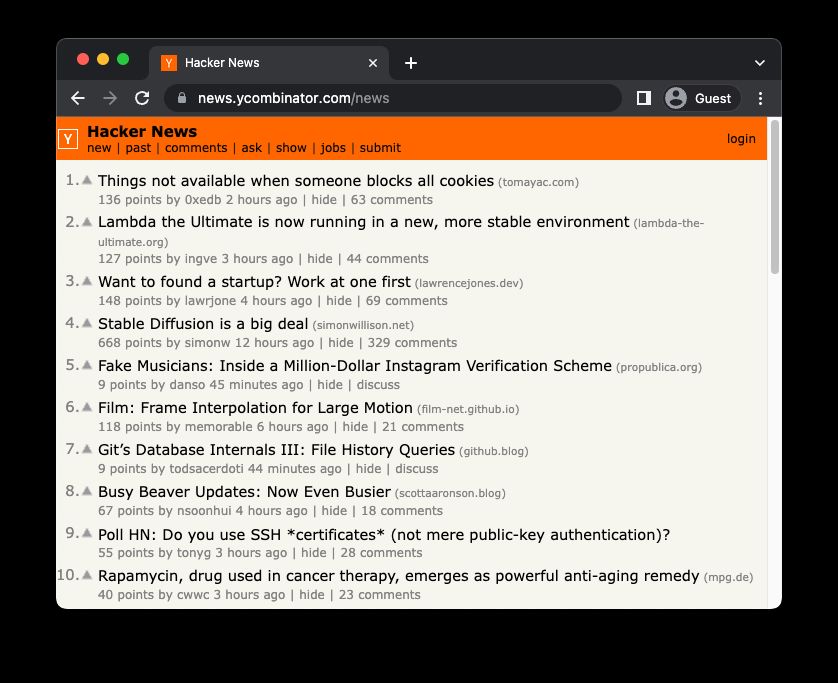 Y Hacker News
news.ycombinator.com/news
Guest
Y Hacker News
new | past | comments | ask | show | jobs | submit
login
1. Things not available when someone blocks all cookies (tomayac.com)
136 points by 0xedb 2 hours ago | hide | 63 comments
2. Lambda the Ultimate is now running in a new, more stable environment (lambda-the-
ultimate.org)
127 points by ingve 3 hours ago | hide | 44 comments
3. Want to found a startup? Work at one first (lawrencejones.dev)
148 points by lawrjone 4 hours ago | hide | 69 comments
4. Stable Diffusion is a big deal (simonwillison.net)
668 points by simonw 12 hours ago | hide | 329 comments
5. Fake Musicians: Inside a Million-Dollar Instagram Verification Scheme (propublica.org)
9 points by danso 45 minutes ago | hide | discuss
6. Film: Frame Interpolation for Large Motion (film-net.github.io)
118 points by memorable 6 hours ago | hide | 21 comments
7. Git’s Database Internals III: File History Queries (github.blog)
9 points by todsacerdoti 44 minutes ago | hide | discuss
8. Busy Beaver Updates: Now Even Busier (scottaaronson.blog)
67 points by nsoonhui 4 hours ago | hide | 18 comments
9. Poll HN: Do you use SSH *certificates* (not mere public-key authentication)?
55 points by tonyg 3 hours ago | hide | 28 comments
10. Rapamycin, drug used in cancer therapy, emerges as powerful anti-aging remedy (mpg.de)
40 points by cwwc 3 hours ago | hide | 23 comments